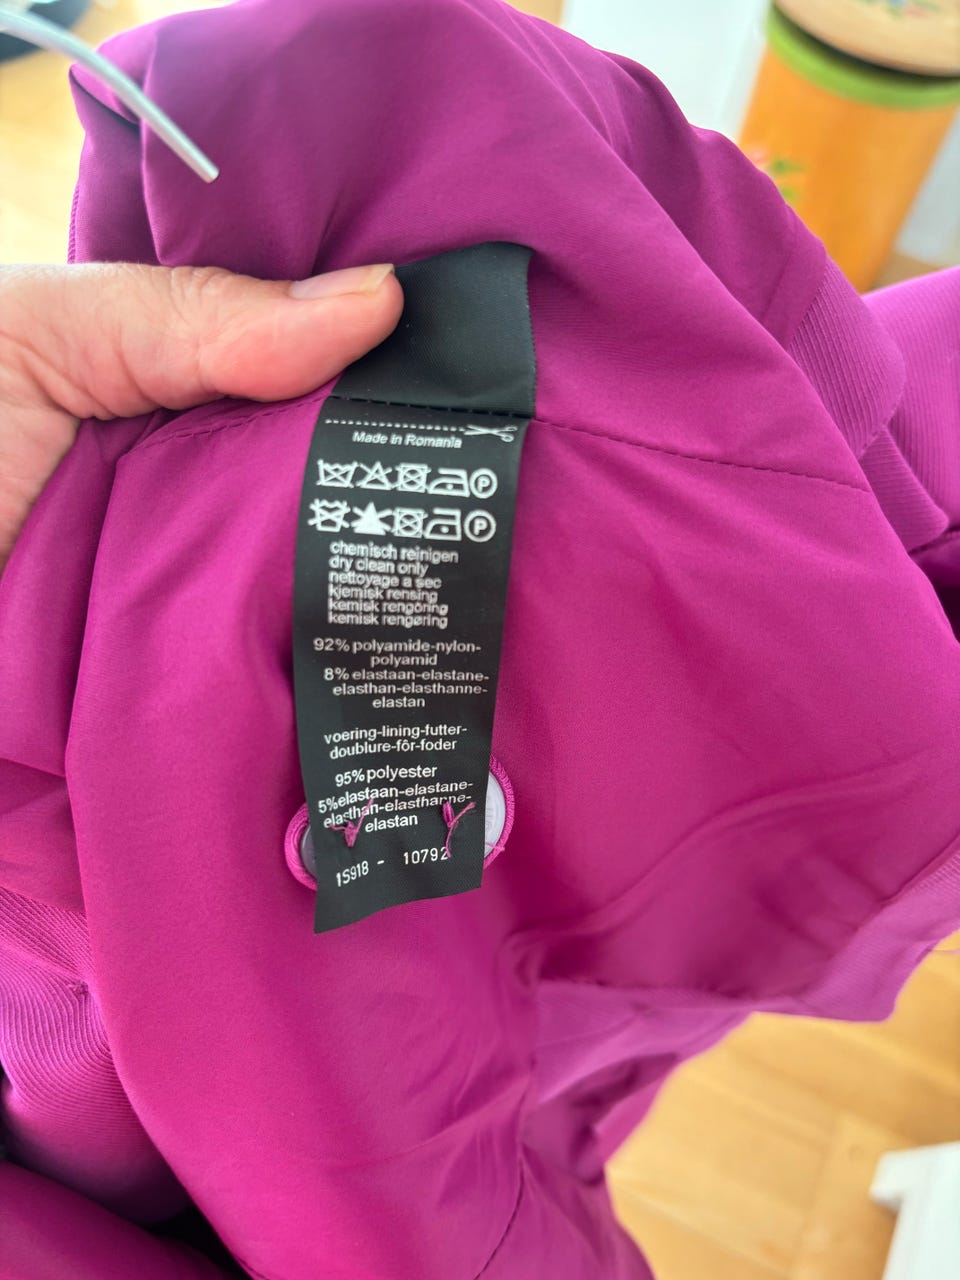 Made in Romania
P
P
chemisch reinigen
dry clean only
nettoyage a sec
kjemisk rensing
kemisk rengöring
kemisk rengøring
92% polyamide-nylon-
polyamid
8% elastaan-elastane-
elasthan-elasthanne-
elastan
voering-lining-futter-
doublure-fôr-foder
95% polyester
5% elastaan-elastane-
elasthan-elasthanne-
elastan
1S918 - 10792